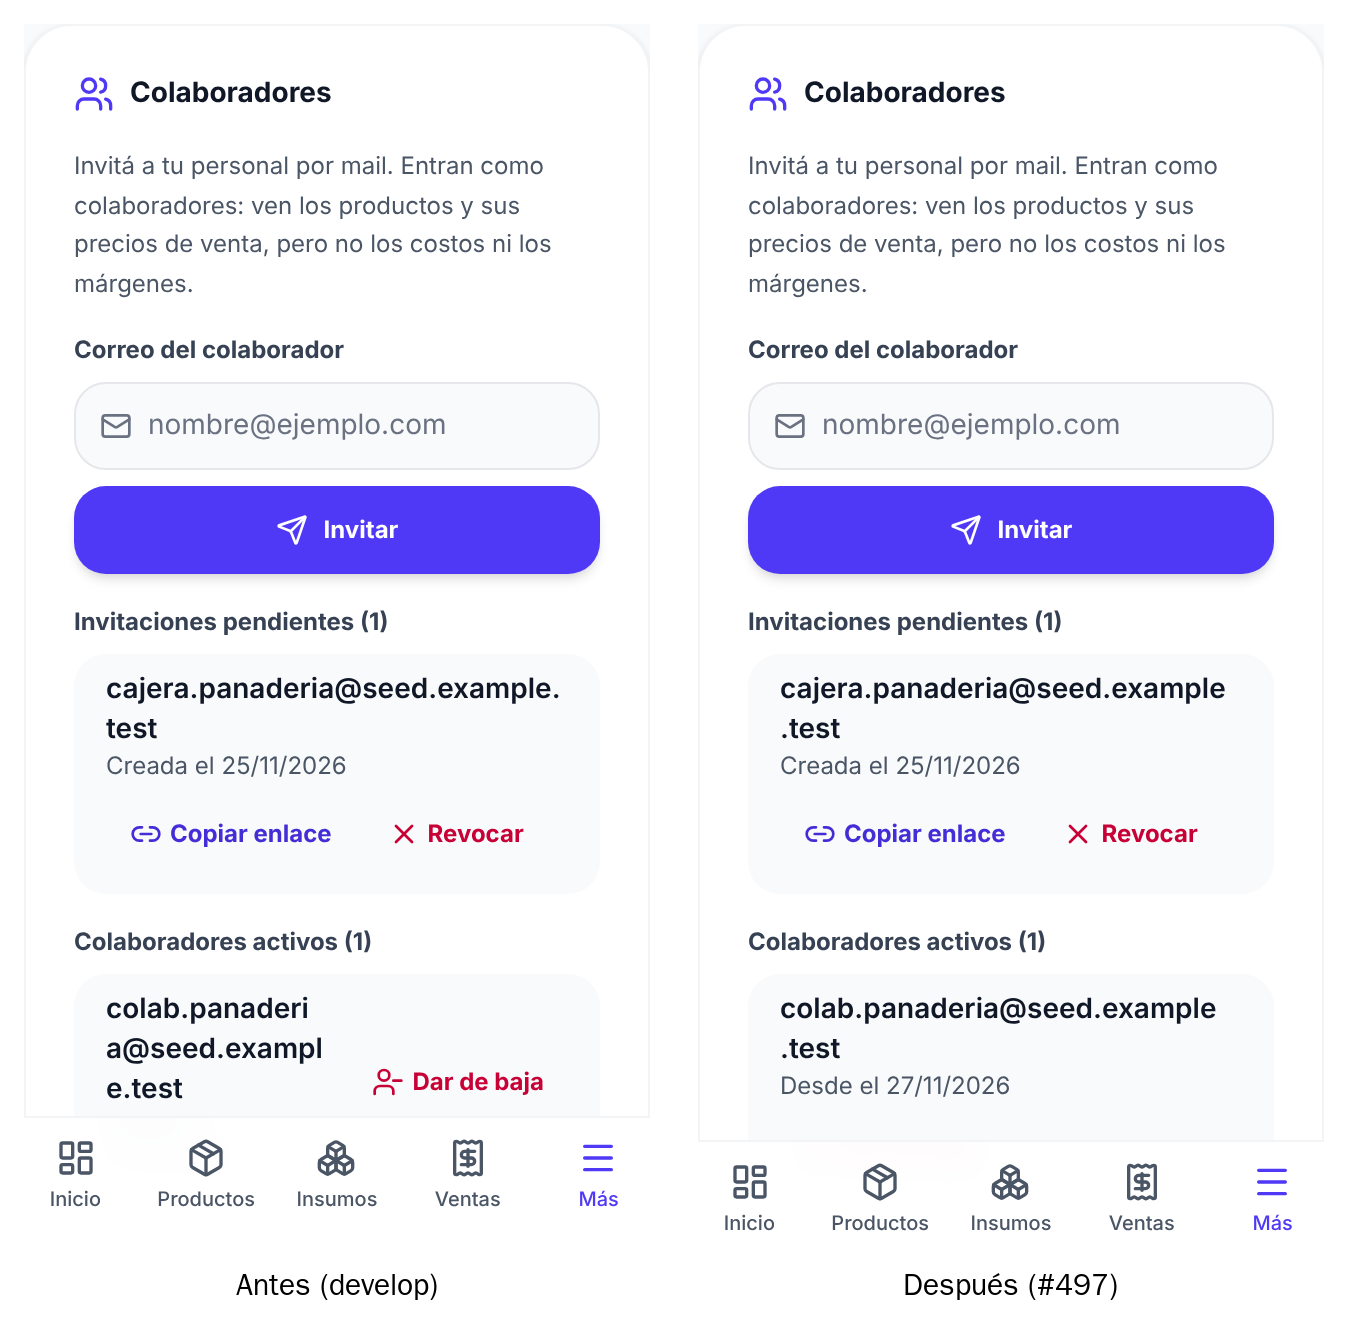 Colaboradores
Invitá a tu personal por mail. Entran como
colaboradores: ven los productos y sus
precios de venta, pero no los costos ni los
márgenes.
Correo del colaborador
nombre@ejemplo.com
Invitar
Invitaciones pendientes (1)
cajera.panaderia@seed.example.
test
Creada el 25/11/2026
Copiar enlace
Revocar
Colaboradores activos (1)
colab.panaderi
a@seed.exampl
e.test
Dar de baja
Inicio
Productos
Insumos
Ventas
Más
Antes (develop)
Colaboradores
Invitá a tu personal por mail. Entran como
colaboradores: ven los productos y sus
precios de venta, pero no los costos ni los
márgenes.
Correo del colaborador
nombre@ejemplo.com
Invitar
Invitaciones pendientes (1)
cajera.panaderia@seed.example
.test
Creada el 25/11/2026
Copiar enlace
Revocar
Colaboradores activos (1)
colab.panaderia@seed.example
.test
Desde el 27/11/2026
Inicio
Productos
Insumos
Ventas
Más
Después (#497)